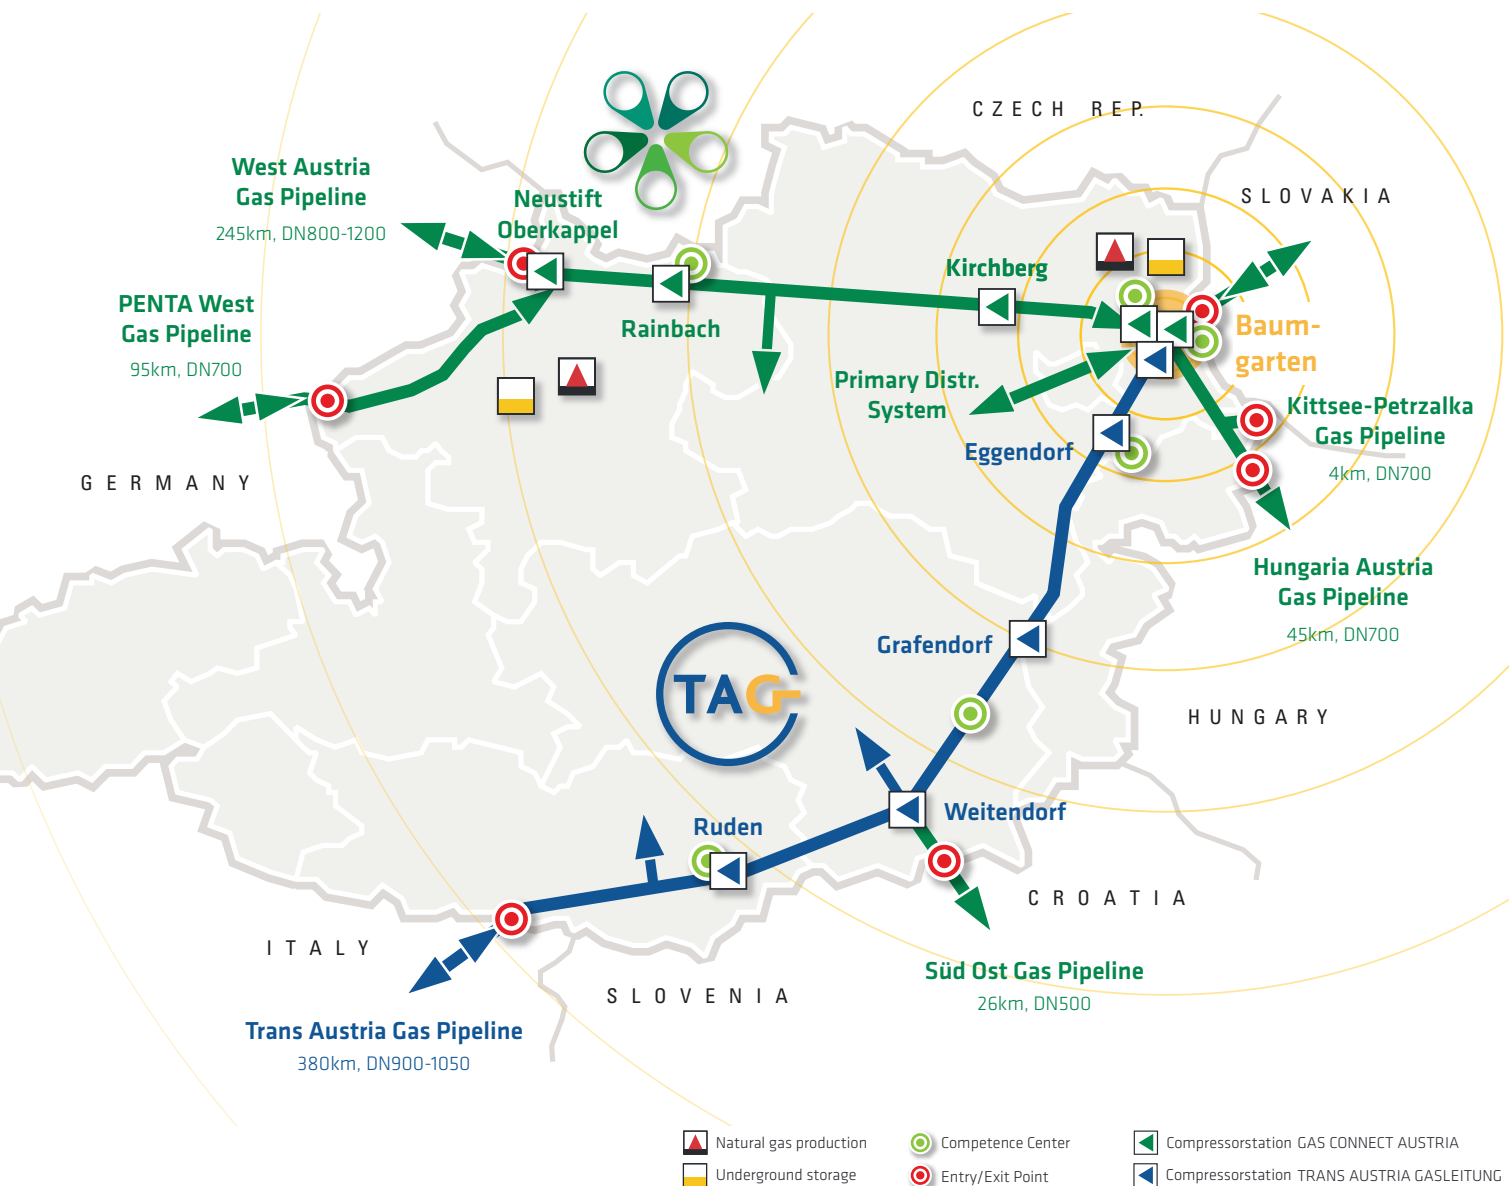 CZECH REP.
West Austria
Gas Pipeline
245km, DN800-1200
Neustift
Oberkappel
SLOVAKIA
PENTA West
Gas Pipeline
95km, DN700
Rainbach
Kirchberg
Baum-
garten
Primary Distr.
System
Kittsee-Petrzalka
Gas Pipeline
4km, DN700
Eggendorf
GERMANY
Hungaria Austria
Gas Pipeline
45km, DN700
Grafendorf
TAG
HUNGARY
Weitendorf
Ruden
CROATIA
ITALY
Süd Ost Gas Pipeline
26km, DN500
SLOVENIA
Trans Austria Gas Pipeline
380km, DN900-1050
Natural gas production
Competence Center
Compressorstation GAS CONNECT AUSTRIA
Underground storage
Entry/Exit Point
Compressorstation TRANS AUSTRIA GASLEITUNG